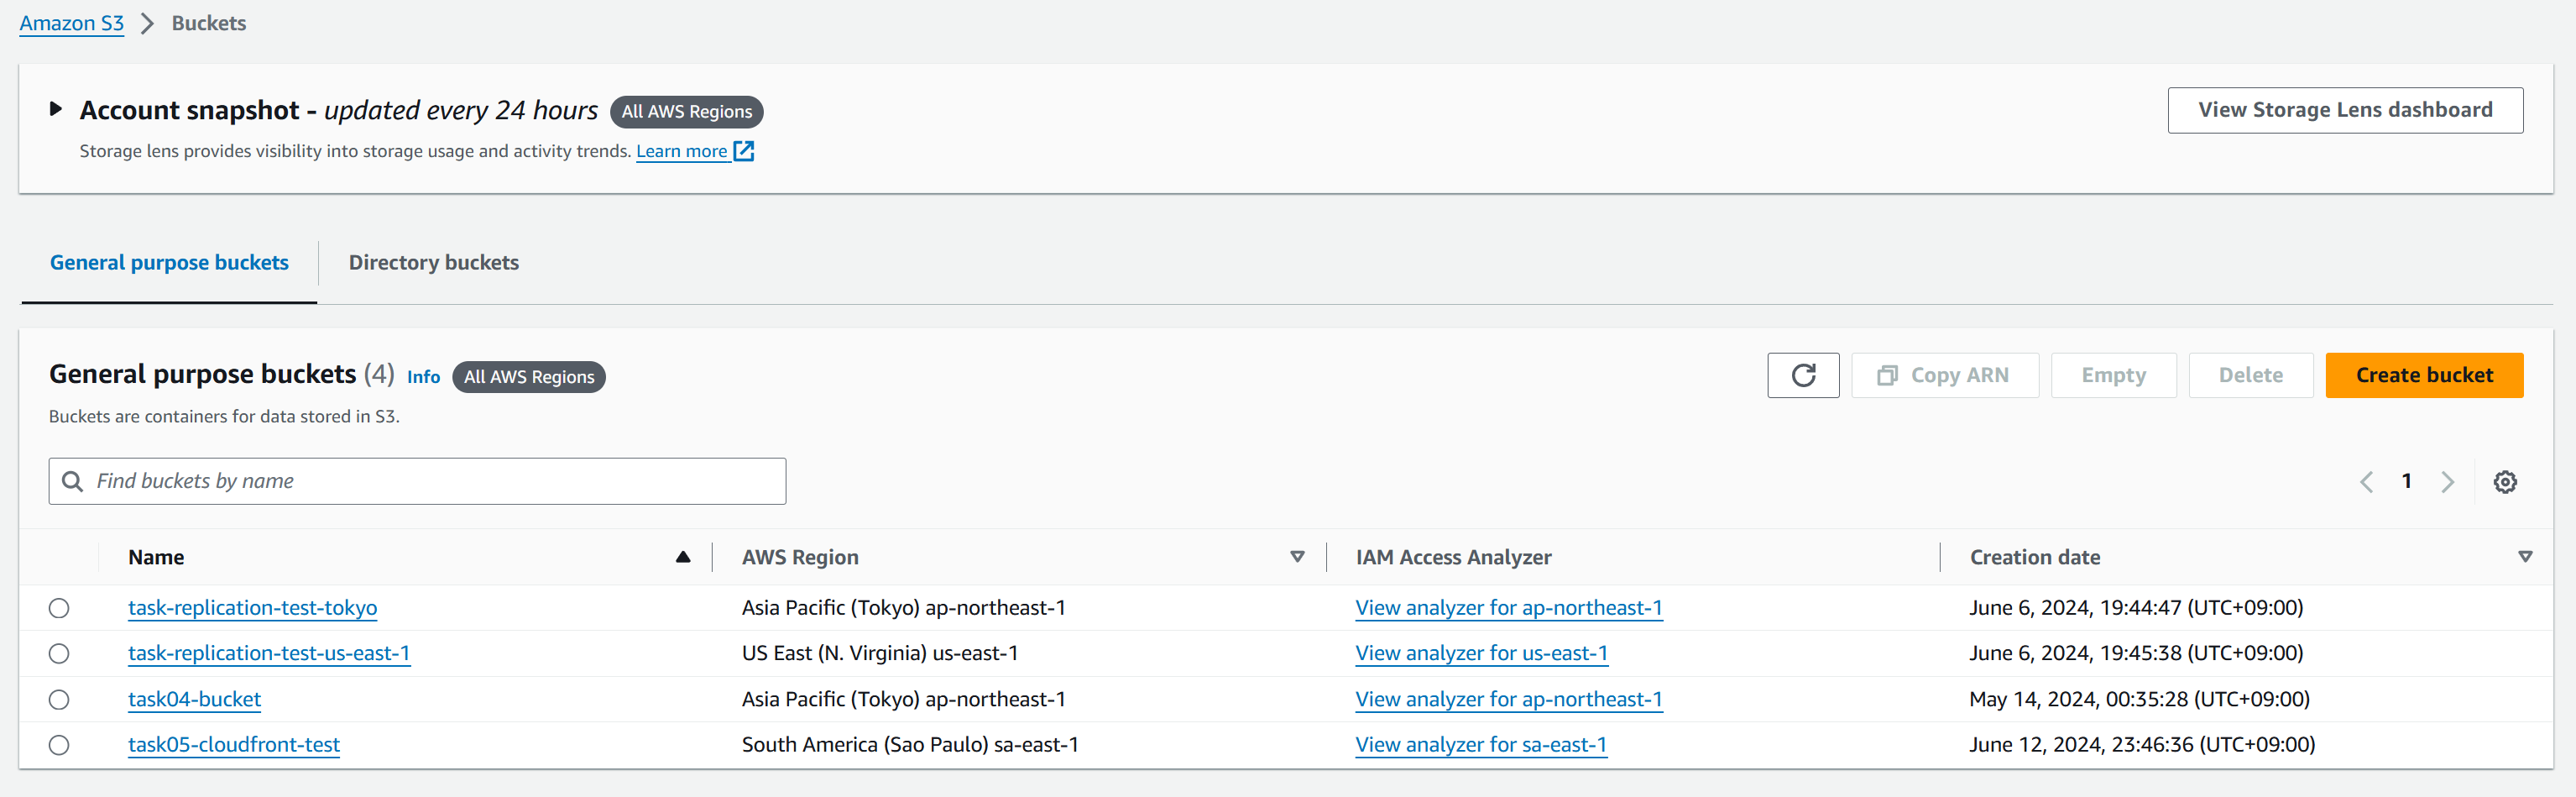 Amazon S3 > Buckets
Account snapshot - updated every 24 hours All AWS Regions View Storage Lens dashboard
Storage lens provides visibility into storage usage and activity trends. Learn more
General purpose buckets Directory buckets
General purpose buckets (4) Info All AWS Regions Copy ARN Empty Delete Create bucket
Buckets are containers for data stored in S3.
Find buckets by name 1
Name AWS Region IAM Access Analyzer Creation date
task-replication-test-tokyo Asia Pacific (Tokyo) ap-northeast-1 View analyzer for ap-northeast-1 June 6, 2024, 19:44:47 (UTC+09:00)
task-replication-test-us-east-1 US East (N. Virginia) us-east-1 View analyzer for us-east-1 June 6, 2024, 19:45:38 (UTC+09:00)
task04-bucket Asia Pacific (Tokyo) ap-northeast-1 View analyzer for ap-northeast-1 May 14, 2024, 00:35:28 (UTC+09:00)
task05-cloudfront-test South America (Sao Paulo) sa-east-1 View analyzer for sa-east-1 June 12, 2024, 23:46:36 (UTC+09:00)